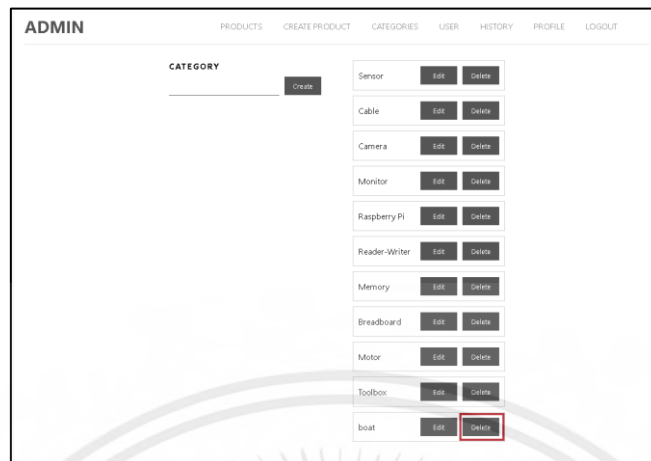 ADMIN PRODUCTS CREATE PRODUCT CATEGORIES USER HISTORY PROFILE LOGOUT
CATEGORY
Create
Sensor Edit Delete
Cable Edit Delete
Camera Edit Delete
Monitor Edit Delete
Raspberry Pi Edit Delete
Reader-Writer Edit Delete
Memory Edit Delete
Breadboard Edit Delete
Motor Edit Delete
Toolbox Edit Delete
boat Edit Delete